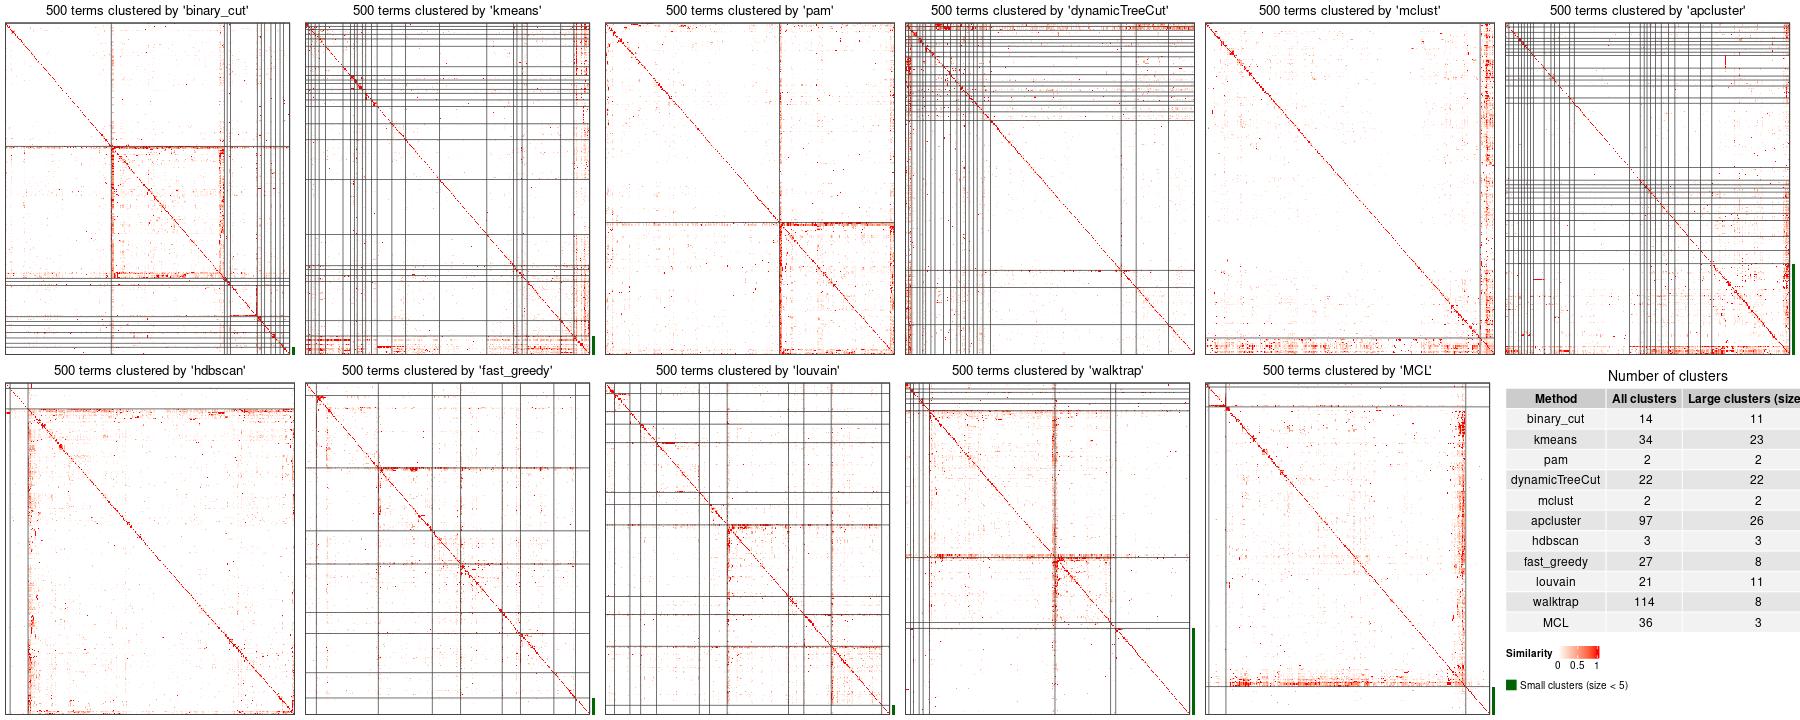 500 terms clustered by 'binary_cut'
500 terms clustered by 'kmeans'
500 terms clustered by 'pam'
500 terms clustered by 'dynamicTreeCut'
500 terms clustered by 'mclust'
500 terms clustered by 'apcluster'
500 terms clustered by 'hdbscan'
500 terms clustered by 'fast_greedy'
500 terms clustered by 'louvain'
500 terms clustered by 'walktrap'
500 terms clustered by 'MCL'
Number of clusters
Method All clusters Large clusters (size
binary_cut 14 11
kmeans 34 23
pam 2 2
dynamicTreeCut 22 22
mclust 2 2
apcluster 97 26
hdbscan 3 3
fast_greedy 27 8
louvain 21 11
walktrap 114 8
MCL 36 3
Similarity
0 0.5 1
Small clusters (size < 5)